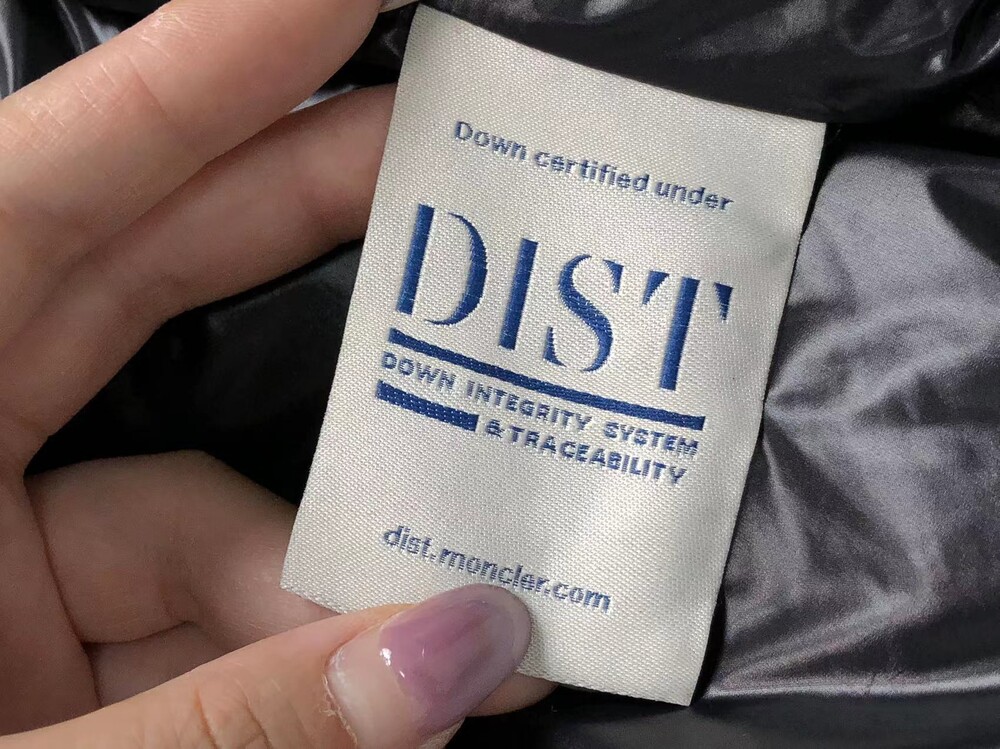 Down certified under
DIST
DOWN INTEGRITY SYSTEM
& TRACEABILITY
dist.moncler.com